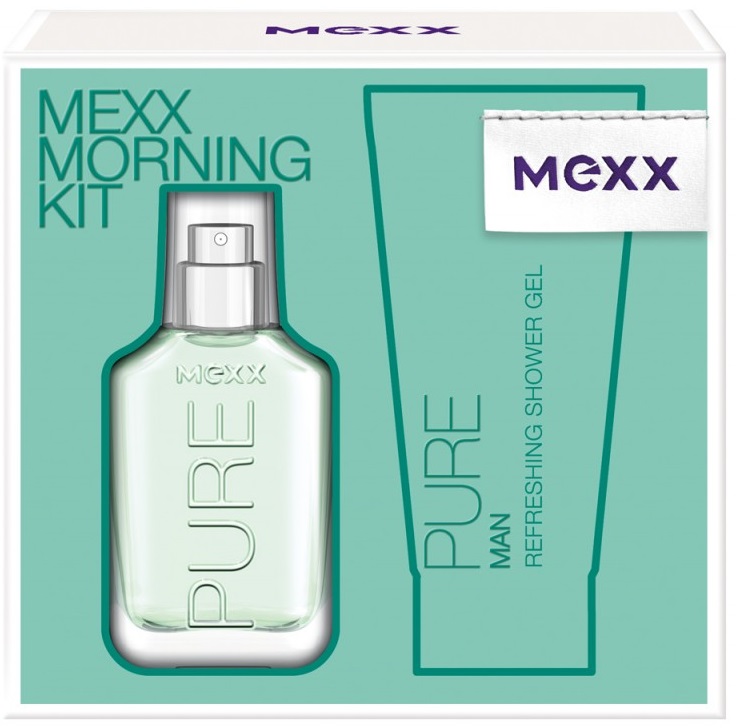 MEXX
MEXX
MORNING
KIT
MEXX
MEXX
PURE
PURE
MAN
REFRESHING SHOWER GEL